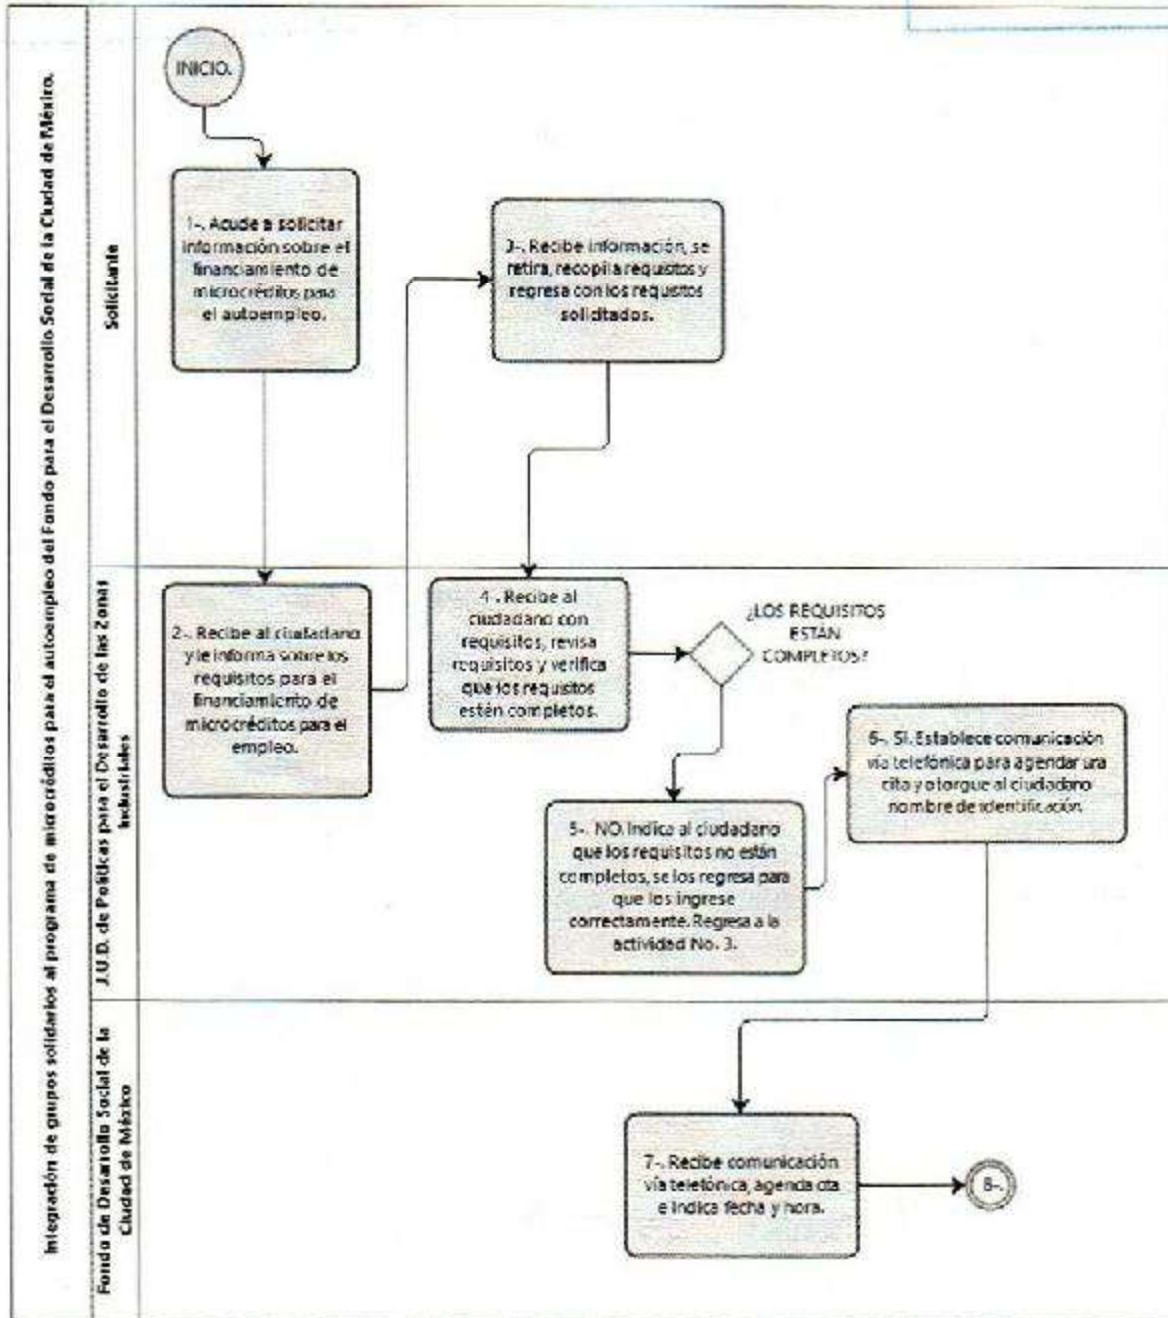 Integración de grupos solidarios al programa de microcréditos para el autoempleo del Fondo para el Desarrollo Social de la Ciudad de México.
Solicitante
INICIO.
1-. Acude a solicitar
información sobre el
financiamiento de
microcréditos para
el autoempleo.
3-. Recibe información, se
retira, recopila requisitos y
regresa con los requisitos
solicitados.
J.U.D. de Políticas para el Desarrollo de las Zonas
Industriales
2-. Recibe al ciudadano
y le informa sobre los
requisitos para el
financiamiento de
microcréditos para el
empleo.
4-. Recibe al
ciudadano con
requisitos, revisa
requisitos y verifica
que los requisitos
estén completos.
¿LOS REQUISITOS
ESTÁN
COMPLETOS?
5-. NO. Indica al ciudadano
que los requisitos no están
completos, se los regresa para
que los ingrese
correctamente. Regresa a la
actividad No. 3.
6-. SI. Establece comunicación
vía telefónica para agendar una
cita y otorgue al ciudadano
nombre de identificación.
Fondo de Desarrollo Social de la
Ciudad de México
7-. Recibe comunicación
vía telefónica, agenda cita
e indica fecha y hora.
8-.